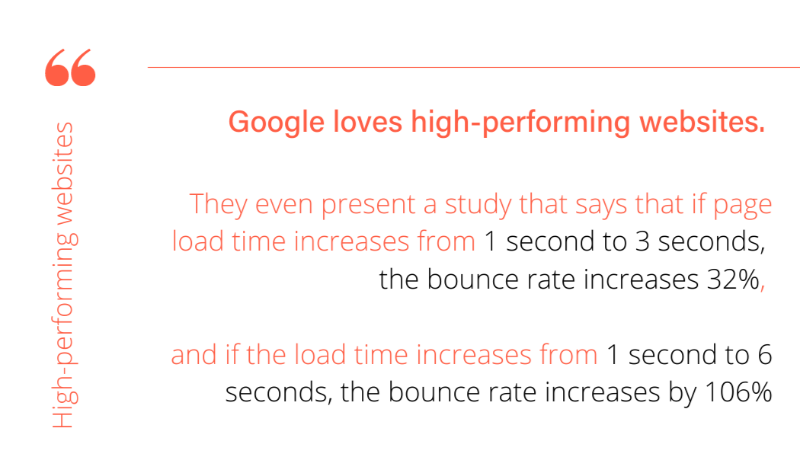 “
High-performing websites
Google loves high-performing websites.
They even present a study that says that if page
load time increases from 1 second to 3 seconds,
the bounce rate increases 32%,
and if the load time increases from 1 second to 6
seconds, the bounce rate increases by 106%